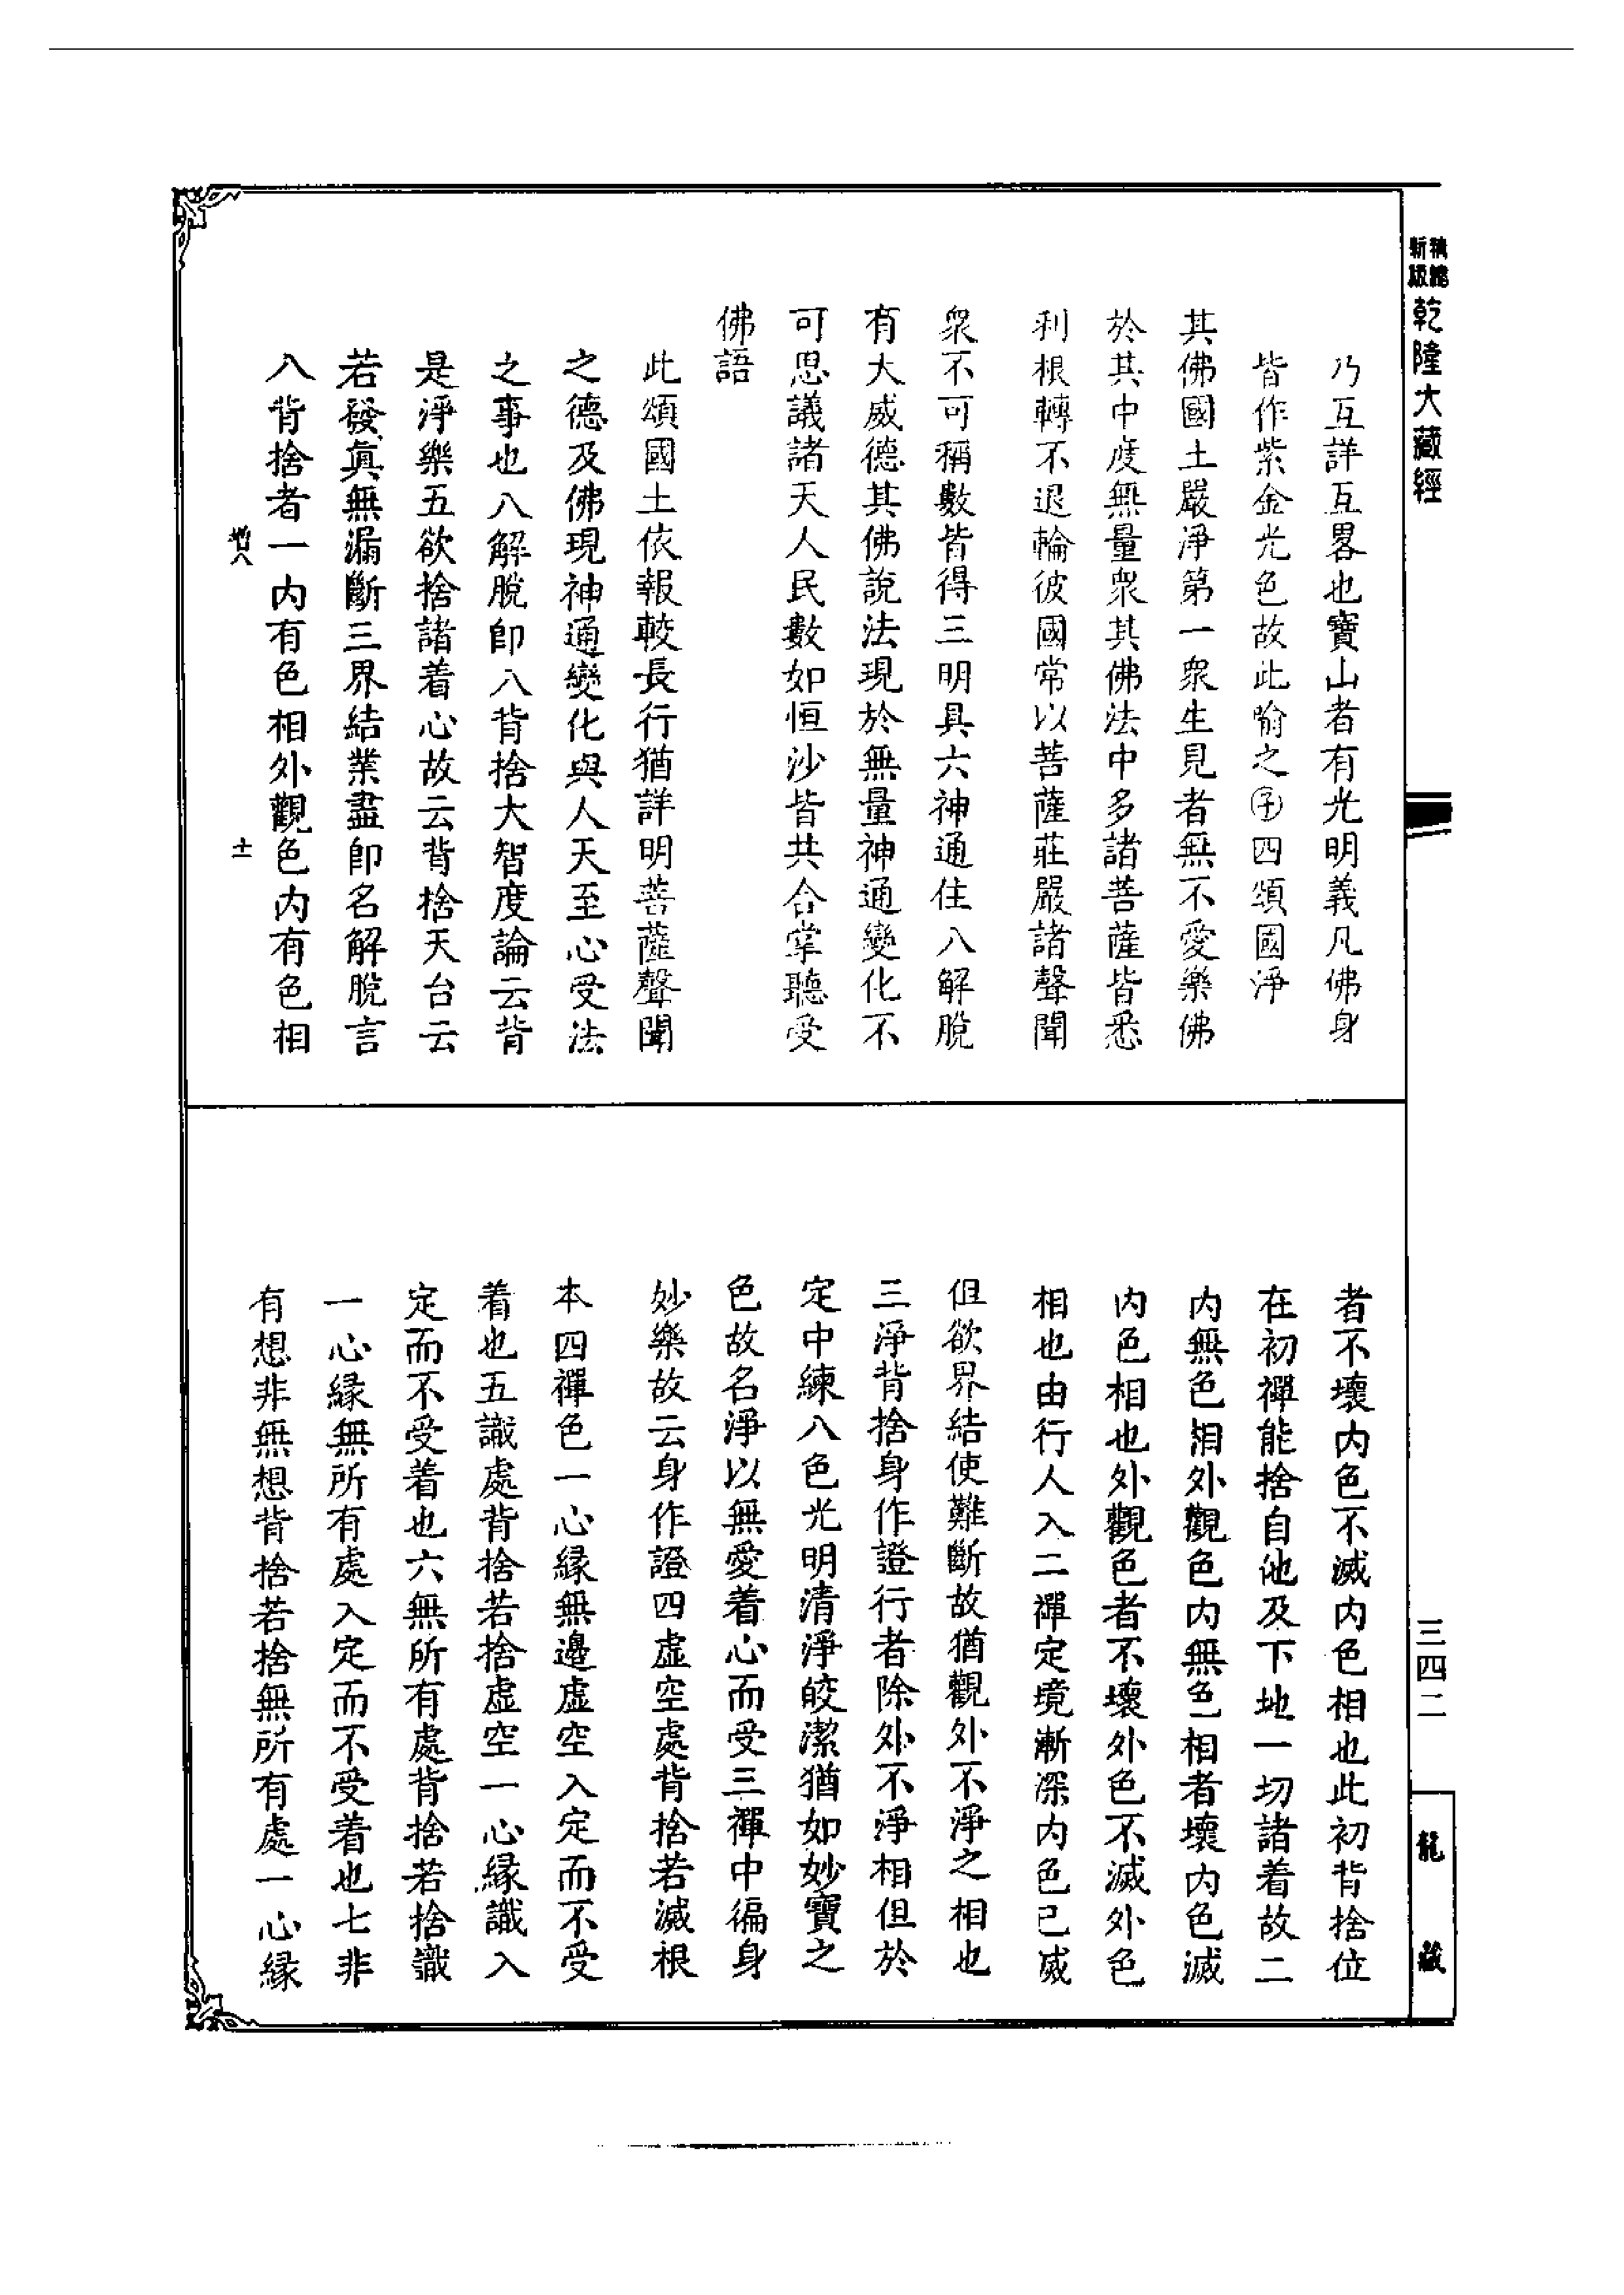 精縮
新版
乾隆大藏經
乃互詳互畧也寶山者有光明義凡佛身
皆作紫金光色故此喻之㊉四頌國淨
其佛國土嚴淨第一衆生見者無不愛樂佛
於其中度無量衆其佛法中多諸菩薩皆悉
利根轉不退輪彼國常以菩薩莊嚴諸聲聞
衆不可稱數皆得三明具六神通住八解脫
有大威德其佛說法現於無量神通變化不
可思議諸天人民數如恒沙皆共合掌聽受
佛語
此頌國土依報較長行猶詳明菩薩聲聞
之德及佛現神通變化與人天至心受法
之事也八解脫卽八背捨大智度論云背
是淨樂五欲捨諸着心故云背捨天台云
若發眞無漏斷三界結業盡卽名解脫言
八背捨者一內有色相外觀色內有色相
十一
者不壞內色不滅內色相也此初背捨位
在初禪能捨自他及下地一切諸着故二
內無色相外觀色內無色相者壞內色滅
內色相也外觀色者不壞外色不滅外色
相也由行人入二禪定境漸深內色已滅
但欲界結使難斷故猶觀外不淨之相也
三淨背捨身作證行者除外不淨相但於
定中練八色光明清淨皎潔猶如妙寶之
色故名淨以無愛着心而受三禪中徧身
妙樂故云身作證四虛空處背捨若滅根
本四禪色一心緣無邊虛空入定而不受
着也五識處背捨若捨虛空一心緣識入
定而不受着也六無所有處背捨若捨識
一心緣無所有處入定而不受着也七非
有想非無想背捨若捨無所有處一心緣
三四二
龍藏